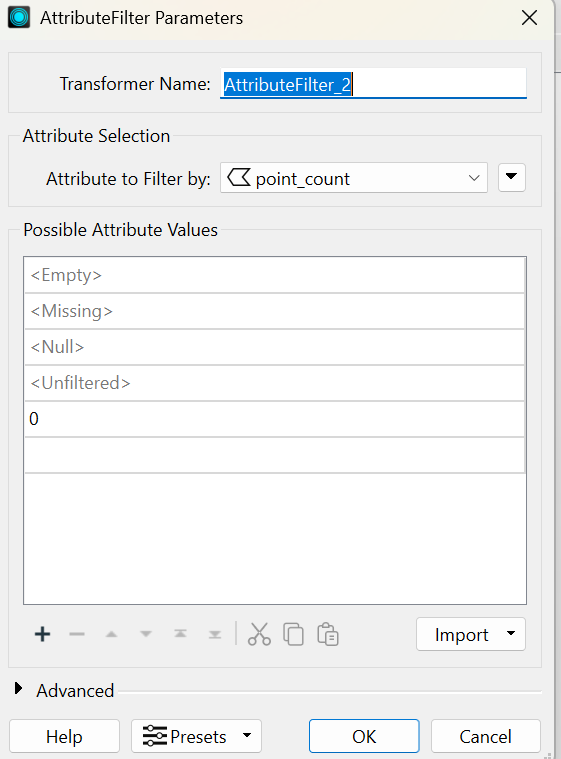 AttributeFilter Parameters
Transformer Name: AttributeFilter_2
Attribute Selection
Attribute to Filter by: point_count
Possible Attribute Values
<Empty>
<Missing>
<Null>
<Unfiltered>
0
Import
Advanced
Help Presets OK Cancel